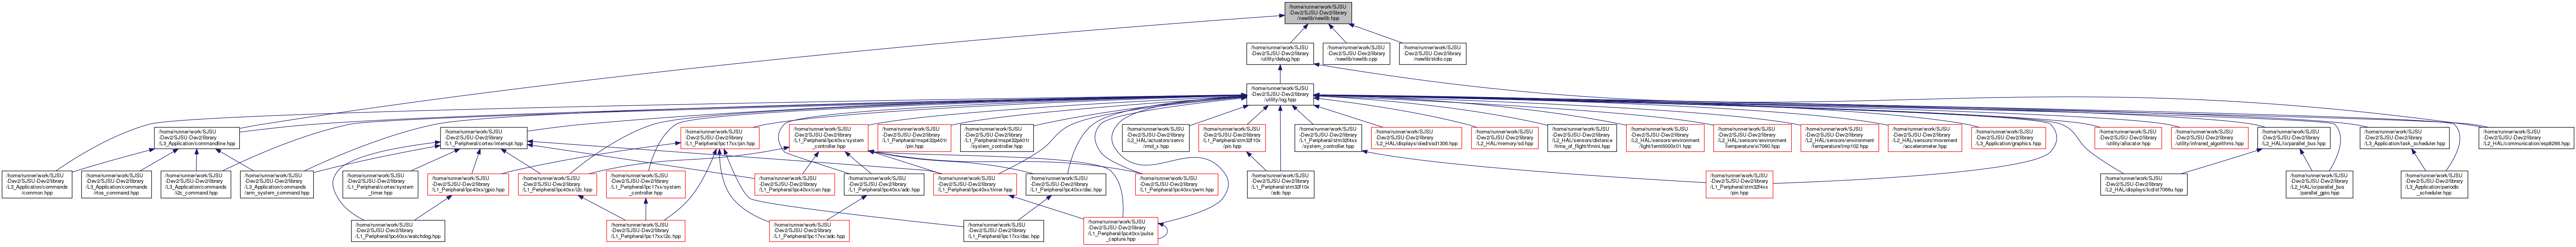 /home/runner/work/SJSU
-Dev2/SJSU-Dev2/library
/newlib/newlib.hpp
/home/runner/work/SJSU
-Dev2/SJSU-Dev2/library
/utility/debug.hpp
/home/runner/work/SJSU
-Dev2/SJSU-Dev2/library
/newlib/newlib.cpp
/home/runner/work/SJSU
-Dev2/SJSU-Dev2/library
/newlib/stdio.cpp
/home/runner/work/SJSU
-Dev2/SJSU-Dev2/library
/utility/log.hpp
/home/runner/work/SJSU
-Dev2/SJSU-Dev2/library
/L3_Application/commandline.hpp
/home/runner/work/SJSU
-Dev2/SJSU-Dev2/library
/L1_Peripheral/cortex/interrupt.hpp
/home/runner/work/SJSU
-Dev2/SJSU-Dev2/library
/L1_Peripheral/lpc17xx/pin.hpp
/home/runner/work/SJSU
-Dev2/SJSU-Dev2/library
/L1_Peripheral/lpc40xx/system
_controller.hpp
/home/runner/work/SJSU
-Dev2/SJSU-Dev2/library
/L1_Peripheral/msp432p401r
/pin.hpp
/home/runner/work/SJSU
-Dev2/SJSU-Dev2/library
/L1_Peripheral/msp432p401r
/system_controller.hpp
/home/runner/work/SJSU
-Dev2/SJSU-Dev2/library
/L2_HAL/actuators/servo
/rmd_x.hpp
/home/runner/work/SJSU
-Dev2/SJSU-Dev2/library
/L1_Peripheral/stm32f10x
/pin.hpp
/home/runner/work/SJSU
-Dev2/SJSU-Dev2/library
/L1_Peripheral/stm32f4xx
/system_controller.hpp
/home/runner/work/SJSU
-Dev2/SJSU-Dev2/library
/L2_HAL/displays/oled/ssd1306.hpp
/home/runner/work/SJSU
-Dev2/SJSU-Dev2/library
/L2_HAL/memory/sd.hpp
/home/runner/work/SJSU
-Dev2/SJSU-Dev2/library
/L2_HAL/sensors/distance
/time_of_flight/tfmini.hpp
/home/runner/work/SJSU
-Dev2/SJSU-Dev2/library
/L2_HAL/sensors/environment
/light/temt6000x01.hpp
/home/runner/work/SJSU
-Dev2/SJSU-Dev2/library
/L2_HAL/sensors/environment
/temperature/si7060.hpp
/home/runner/work/SJSU
-Dev2/SJSU-Dev2/library
/L2_HAL/sensors/environment
/temperature/tmp102.hpp
/home/runner/work/SJSU
-Dev2/SJSU-Dev2/library
/L2_HAL/sensors/movement
/accelerometer.hpp
/home/runner/work/SJSU
-Dev2/SJSU-Dev2/library
/L3_Application/graphics.hpp
/home/runner/work/SJSU
-Dev2/SJSU-Dev2/library
/utility/allocator.hpp
/home/runner/work/SJSU
-Dev2/SJSU-Dev2/library
/utility/infrared_algorithms.hpp
/home/runner/work/SJSU
-Dev2/SJSU-Dev2/library
/L2_HAL/io/parallel_bus.hpp
/home/runner/work/SJSU
-Dev2/SJSU-Dev2/library
/L3_Application/task_scheduler.hpp
/home/runner/work/SJSU
-Dev2/SJSU-Dev2/library
/L2_HAL/communication/esp8266.hpp
/home/runner/work/SJSU
-Dev2/SJSU-Dev2/library
/L3_Application/commands
/common.hpp
/home/runner/work/SJSU
-Dev2/SJSU-Dev2/library
/L3_Application/commands
/rtos_command.hpp
/home/runner/work/SJSU
-Dev2/SJSU-Dev2/library
/L3_Application/commands
/i2c_command.hpp
/home/runner/work/SJSU
-Dev2/SJSU-Dev2/library
/L3_Application/commands
/arm_system_command.hpp
/home/runner/work/SJSU
-Dev2/SJSU-Dev2/library
/L1_Peripheral/cortex/system
_timer.hpp
/home/runner/work/SJSU
-Dev2/SJSU-Dev2/library
/L1_Peripheral/lpc40xx/gpio.hpp
/home/runner/work/SJSU
-Dev2/SJSU-Dev2/library
/L1_Peripheral/lpc40xx/i2c.hpp
/home/runner/work/SJSU
-Dev2/SJSU-Dev2/library
/L1_Peripheral/lpc17xx/system
_controller.hpp
/home/runner/work/SJSU
-Dev2/SJSU-Dev2/library
/L1_Peripheral/lpc40xx/can.hpp
/home/runner/work/SJSU
-Dev2/SJSU-Dev2/library
/L1_Peripheral/lpc40xx/adc.hpp
/home/runner/work/SJSU
-Dev2/SJSU-Dev2/library
/L1_Peripheral/lpc40xx/timer.hpp
/home/runner/work/SJSU
-Dev2/SJSU-Dev2/library
/L1_Peripheral/lpc40xx/dac.hpp
/home/runner/work/SJSU
-Dev2/SJSU-Dev2/library
/L1_Peripheral/lpc40xx/pwm.hpp
/home/runner/work/SJSU
-Dev2/SJSU-Dev2/library
/L1_Peripheral/stm32f10x
/adc.hpp
/home/runner/work/SJSU
-Dev2/SJSU-Dev2/library
/L1_Peripheral/stm32f4xx
/pin.hpp
/home/runner/work/SJSU
-Dev2/SJSU-Dev2/library
/L2_HAL/displays/lcd/st7066u.hpp
/home/runner/work/SJSU
-Dev2/SJSU-Dev2/library
/L2_HAL/io/parallel_bus
/parallel_gpio.hpp
/home/runner/work/SJSU
-Dev2/SJSU-Dev2/library
/L3_Application/periodic
_scheduler.hpp
/home/runner/work/SJSU
-Dev2/SJSU-Dev2/library
/L1_Peripheral/lpc40xx/watchdog.hpp
/home/runner/work/SJSU
-Dev2/SJSU-Dev2/library
/L1_Peripheral/lpc17xx/i2c.hpp
/home/runner/work/SJSU
-Dev2/SJSU-Dev2/library
/L1_Peripheral/lpc17xx/adc.hpp
/home/runner/work/SJSU
-Dev2/SJSU-Dev2/library
/L1_Peripheral/lpc17xx/dac.hpp
/home/runner/work/SJSU
-Dev2/SJSU-Dev2/library
/L1_Peripheral/lpc40xx/pulse
_capture.hpp